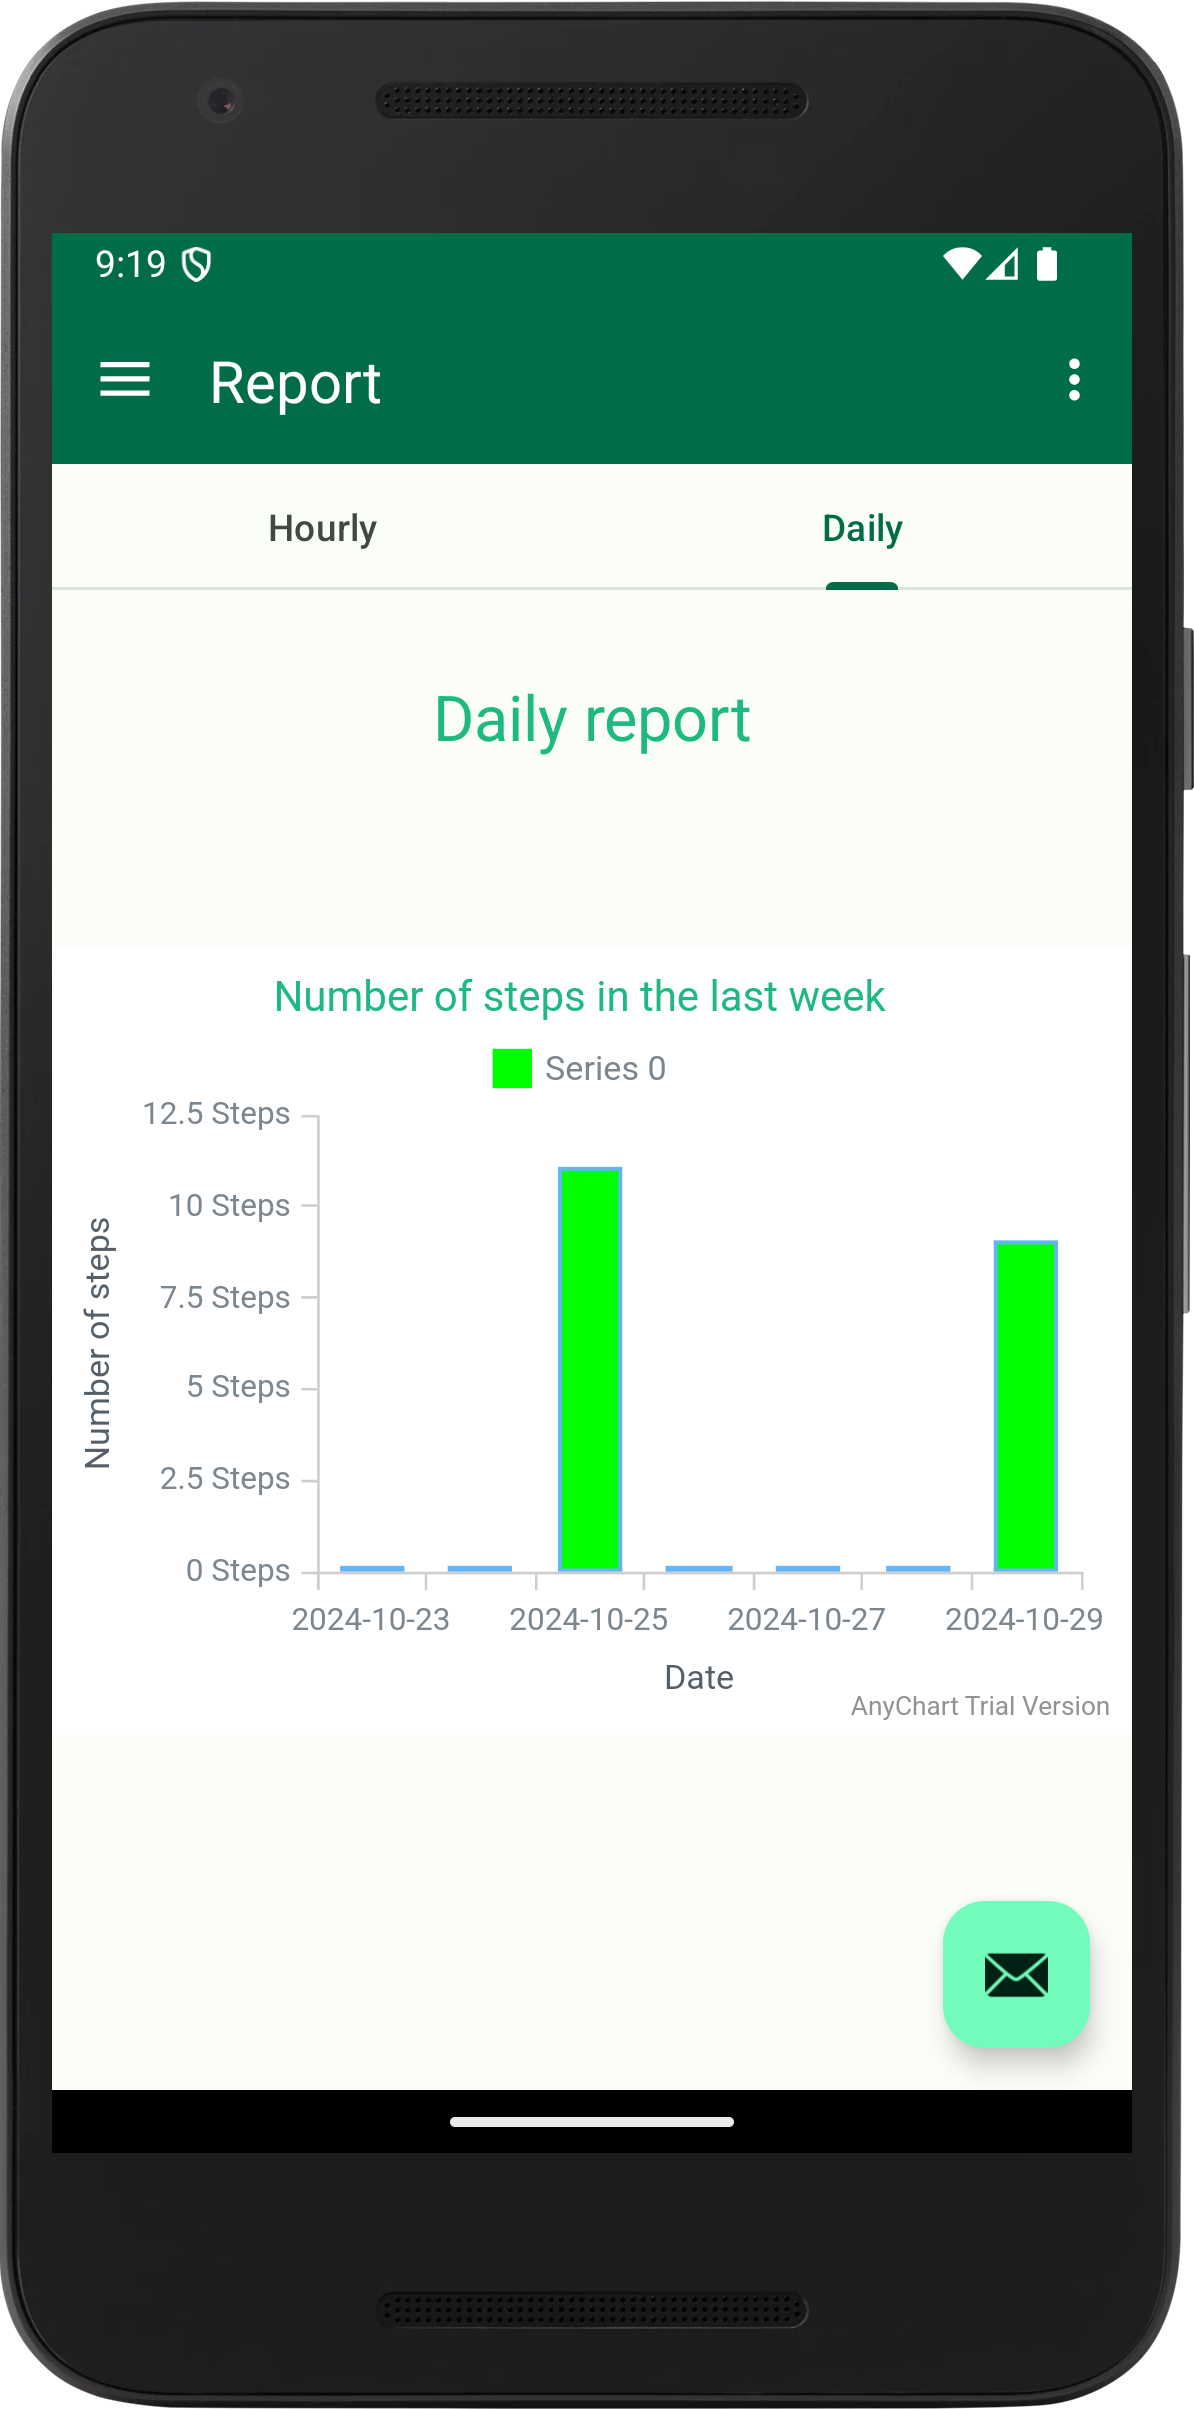 9:19
Report
Hourly Daily
Daily report
Number of steps in the last week
Series 0
12.5 Steps
10 Steps
7.5 Steps
5 Steps
2.5 Steps
0 Steps
Number of steps
2024-10-23 2024-10-25 2024-10-27 2024-10-29
Date
AnyChart Trial Version